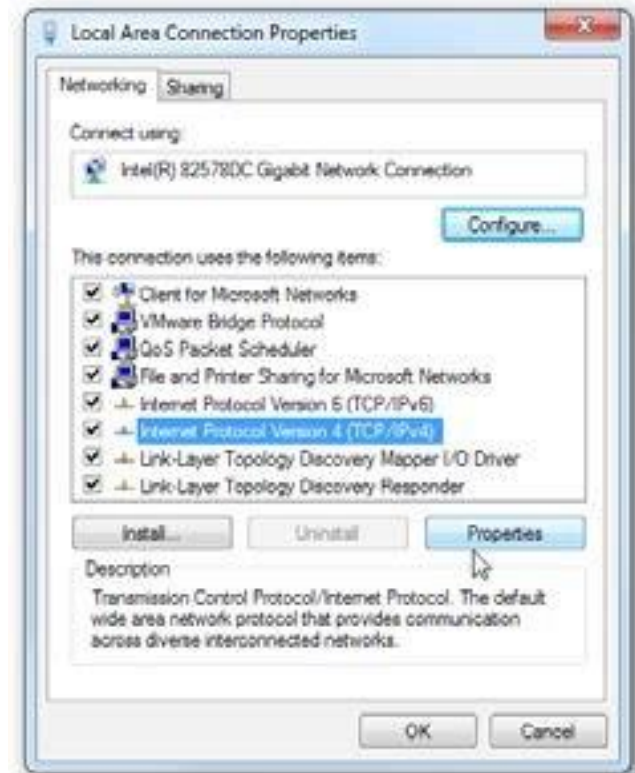 Local Area Connection Properties
Networking
Sharing
Connect using:
Intel(R) 82578DC Gigabit Network Connection
Configure...
This connection uses the following items:
Client for Microsoft Networks
VMware Bridge Protocol
QoS Packet Scheduler
File and Printer Sharing for Microsoft Networks
Internet Protocol Version 6 (TCP/IPv6)
Internet Protocol Version 4 (TCP/IPv4)
Link-Layer Topology Discovery Mapper I/O Driver
Link-Layer Topology Discovery Responder
Install...
Uninstall
Properties
Description
Transmission Control Protocol/Internet Protocol. The default
wide area network protocol that provides communication
across diverse interconnected networks.
OK
Cancel